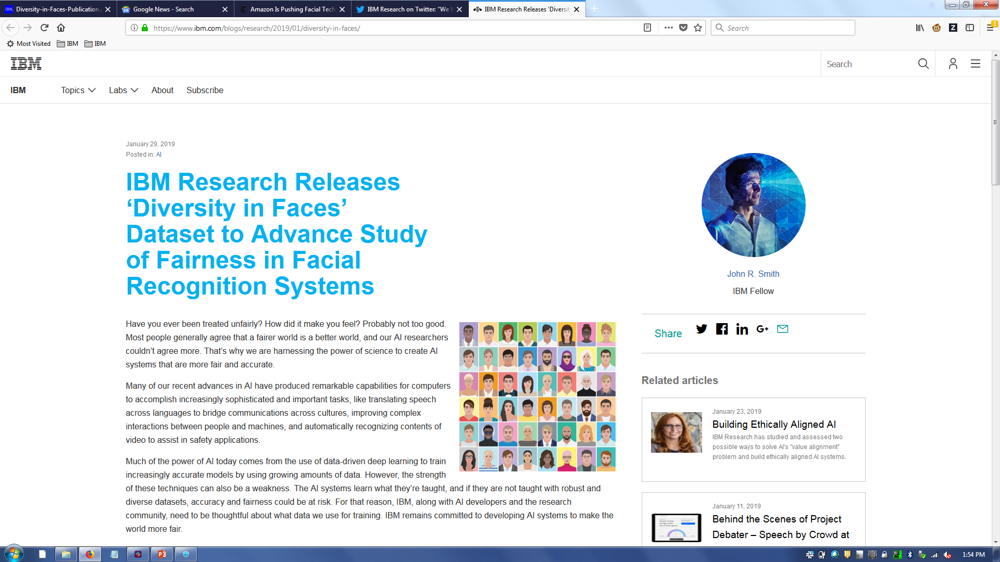 Diversity-in-Faces-Publication.
Google News - Search
Amazon Is Pushing Facial Tech
IBM Research on Twitter: "We b
IBM Research Releases 'Diversit
https://www.ibm.com/blogs/research/2019/01/diversity-in-faces/
Search
Most Visited
IBM
IBM
IBM
Search
IBM
Topics
Labs
About
Subscribe
January 29, 2019
Posted in: AI
IBM Research Releases
‘Diversity in Faces’
Dataset to Advance Study
of Fairness in Facial
Recognition Systems
Have you ever been treated unfairly? How did it make you feel? Probably not too good.
Most people generally agree that a fairer world is a better world, and our AI researchers
couldn’t agree more. That’s why we are harnessing the power of science to create AI
systems that are more fair and accurate.
Many of our recent advances in AI have produced remarkable capabilities for computers
to accomplish increasingly sophisticated and important tasks, like translating speech
across languages to bridge communications across cultures, improving complex
interactions between people and machines, and automatically recognizing contents of
video to assist in safety applications.
Much of the power of AI today comes from the use of data-driven deep learning to train
increasingly accurate models by using growing amounts of data. However, the strength
of these techniques can also be a weakness. The AI systems learn what they’re taught, and if they are not taught with robust and
diverse datasets, accuracy and fairness could be at risk. For that reason, IBM, along with AI developers and the research
community, need to be thoughtful about what data we use for training. IBM remains committed to developing AI systems to make the
world more fair.
John R. Smith
IBM Fellow
Share
Related articles
January 23, 2019
Building Ethically Aligned AI
IBM Research has studied and assessed two
possible ways to solve AI's "value alignment"
problem and build ethically aligned AI systems.
January 11, 2019
Behind the Scenes of Project
Debater – Speech by Crowd at
1:54 PM